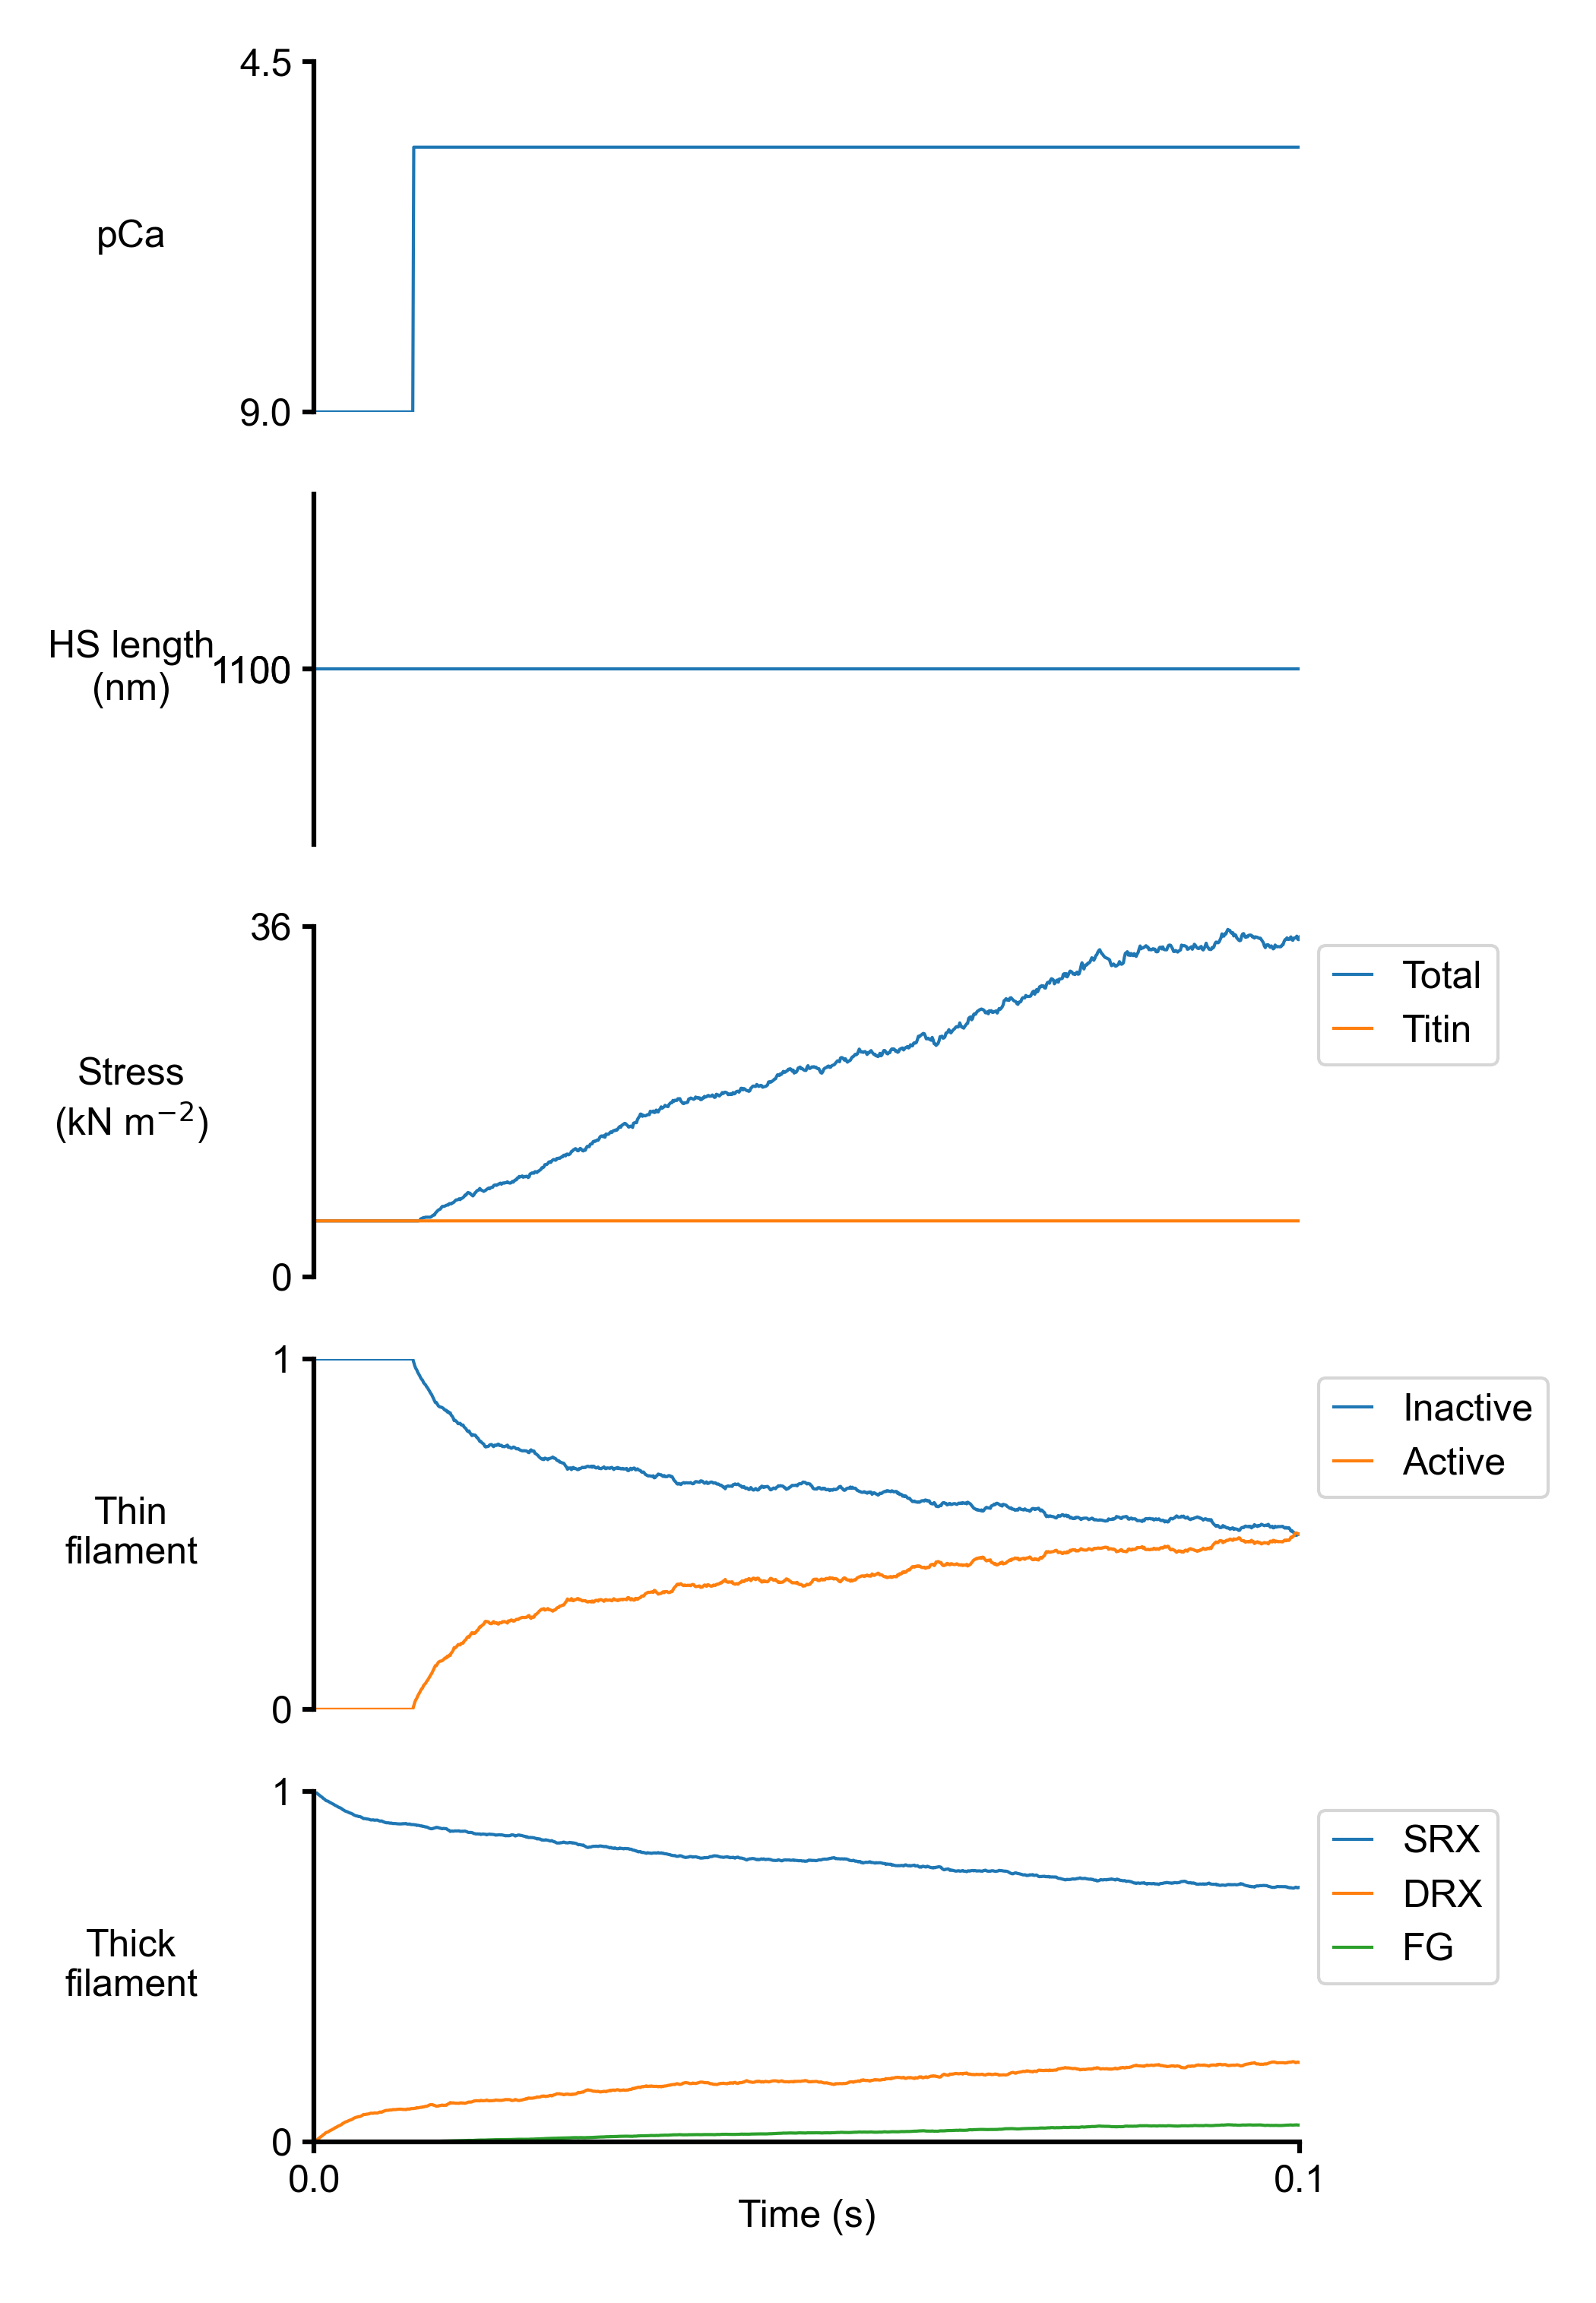 4.5
pCa
9.0
HS length
(nm)
1100
36
Stress
(kN m⁻²)
0
Total
Titin
1
Thin
filament
0
Inactive
Active
1
Thick
filament
0
SRX
DRX
FG
0.0
0.1
Time (s)